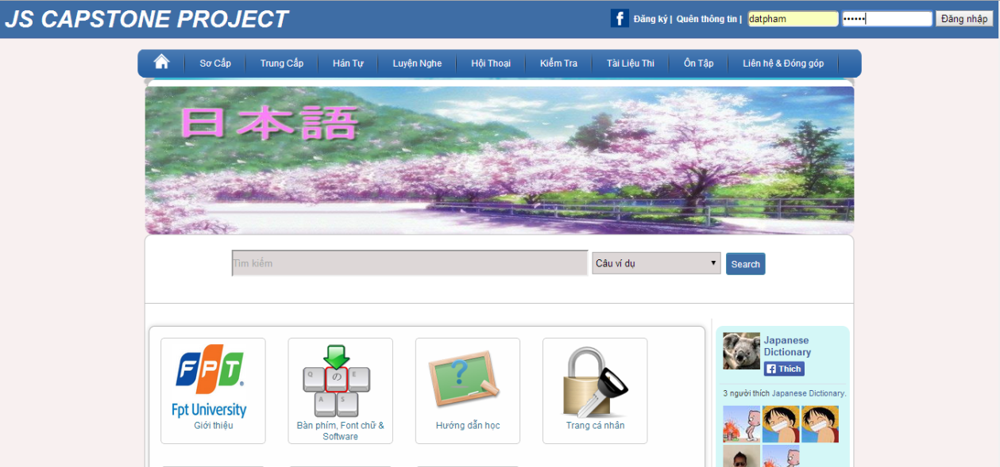 JS CAPSTONE PROJECT
Đăng ký | Quên thông tin | datpham •••••• Đăng nhập
Sơ Cấp Trung Cấp Hán Tự Luyện Nghe Hội Thoại Kiểm Tra Tài Liệu Thi Ôn Tập Liên hệ & Đóng góp
日本語
Tìm kiếm Câu ví dụ Search
FPT
Fpt University
Giới thiệu
Q の E
A S
Bàn phím, Font chữ &
Software
?
Hướng dẫn học
Trang cá nhân
Japanese
Dictionary
Thích
3 người thích Japanese Dictionary.